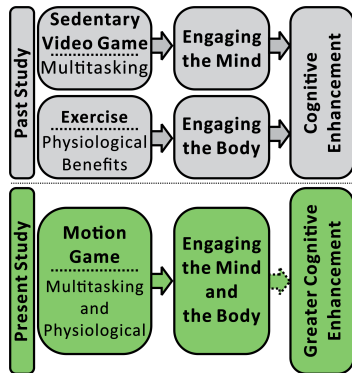 Past Study
Sedentary
Video Game
Multitasking
Engaging
the Mind
Exercise
Physiological
Benefits
Engaging
the Body
Cognitive
Enhancement
Present Study
Motion
Game
Multitasking
and
Physiological
Engaging
the Mind
and
the Body
Greater Cognitive
Enhancement